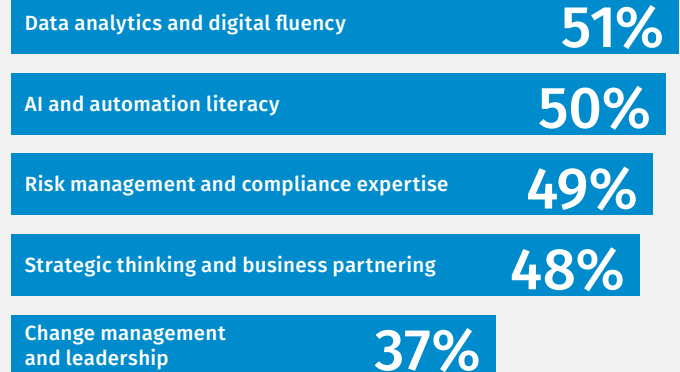 Data analytics and digital fluency
51%
AI and automation literacy
50%
Risk management and compliance expertise
49%
Strategic thinking and business partnering
48%
Change management
and leadership
37%